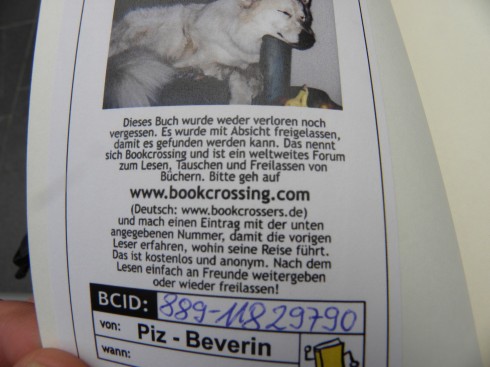 Dieses Buch wurde weder verloren noch
vergessen. Es wurde mit Absicht freigelassen,
damit es gefunden werden kann. Das nennt
sich Bookcrossing und ist ein weltweites Forum
zum Lesen, Tauschen und Freilassen von
Büchern. Bitte geh auf
www.bookcrossing.com
(Deutsch: www.bookcrossers.de)
und mach einen Eintrag mit der unten
angegebenen Nummer, damit die vorigen
Leser erfahren, wohin seine Reise führt.
Das ist kostenlos und anonym. Nach dem
Lesen einfach an Freunde weitergeben
oder wieder freilassen!
BCID: 889-11829790
von: Piz - Beverin
wann: